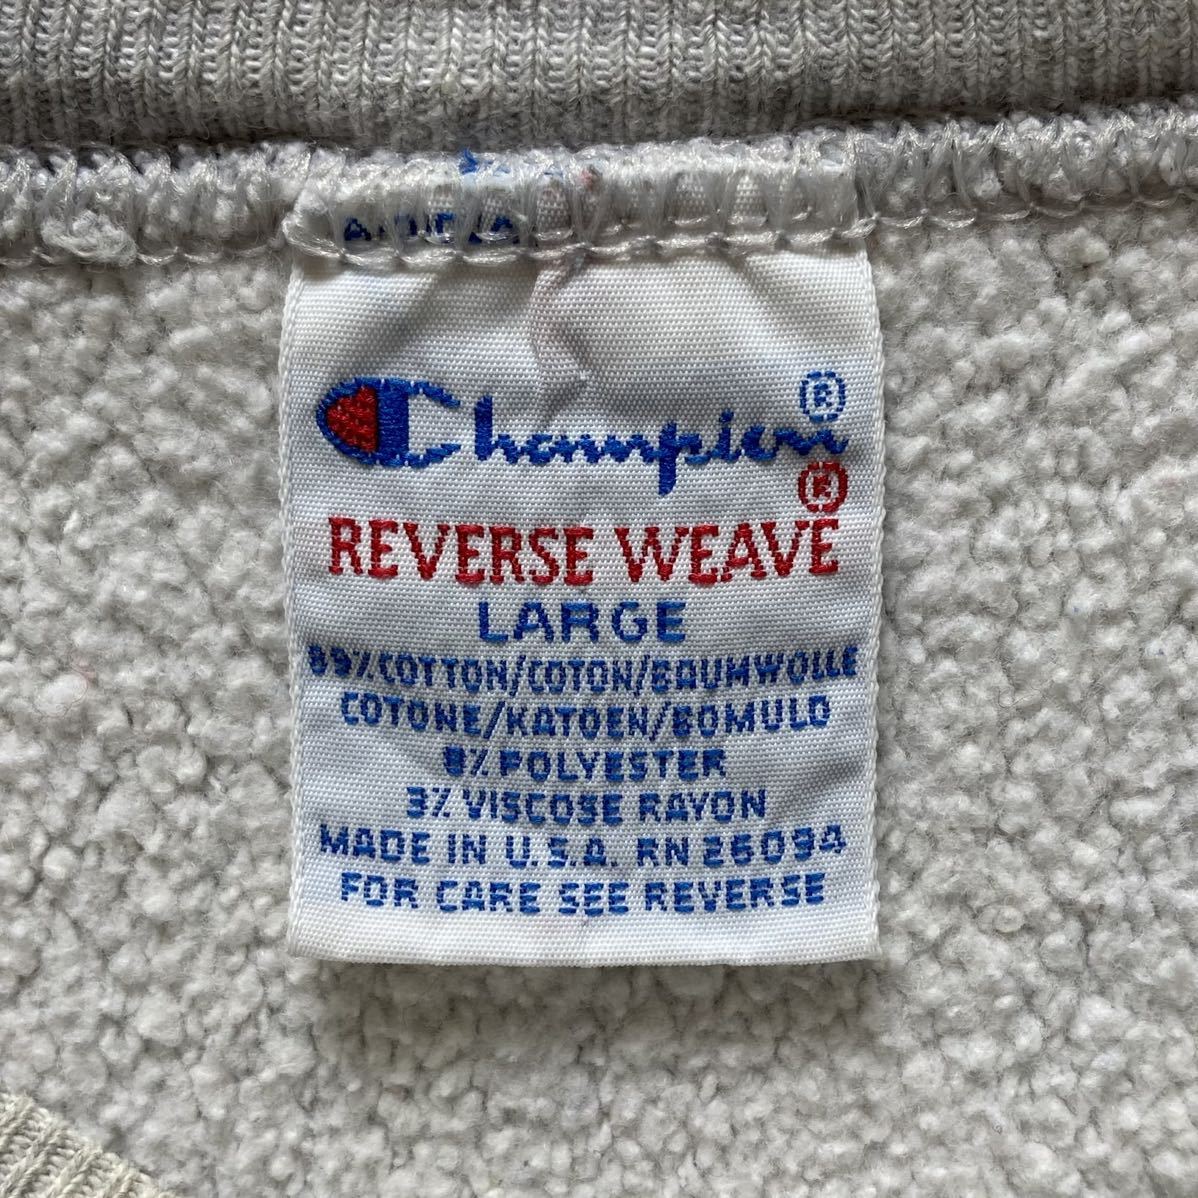 Champion®
®
REVERSE WEAVE
LARGE
89% COTTON/COTON/BAUMWOLLE
COTONE/KATOEN/BOMULD
8% POLYESTER
3% VISCOSE RAYON
MADE IN U.S.A. RN 26094
FOR CARE SEE REVERSE